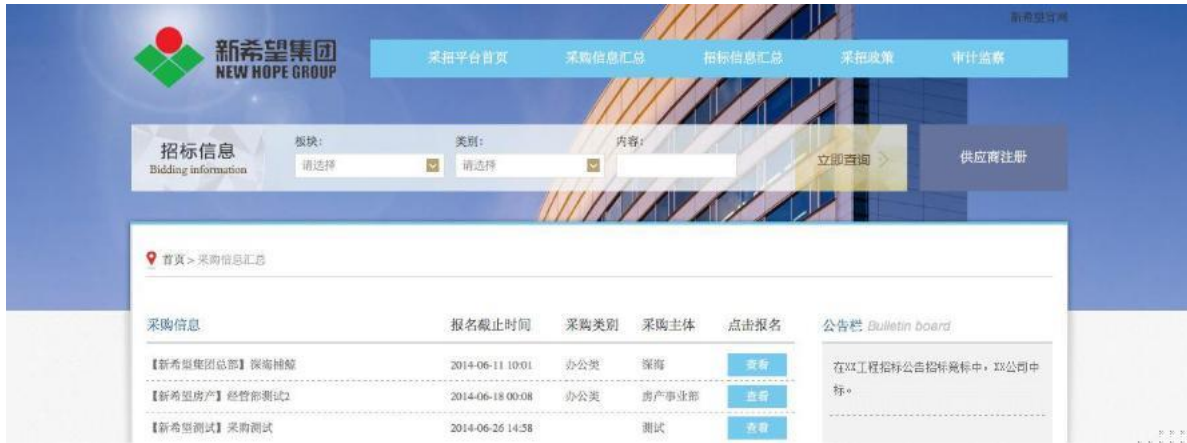 新希望官网
新希望集团
NEW HOPE GROUP
采招平台首页 采购信息汇总 招标信息汇总 采招政策 审计监察
招标信息
Bidding information
板块: 类别: 内容:
请选择 请选择
立即查询
供应商注册
首页 > 采购信息汇总
采购信息 报名截止时间 采购类别 采购主体 点击报名
【新希望集团总部】深海捕鲸 2014-06-11 10:01 办公类 深海 查看
【新希望房产】经管部测试2 2014-06-18 00:08 办公类 房产事业部 查看
【新希望测试】采购测试 2014-06-26 14:58 测试 查看
公告栏 Bulletin board
在XX工程招标公告招标竞标中，XX公司中
标。